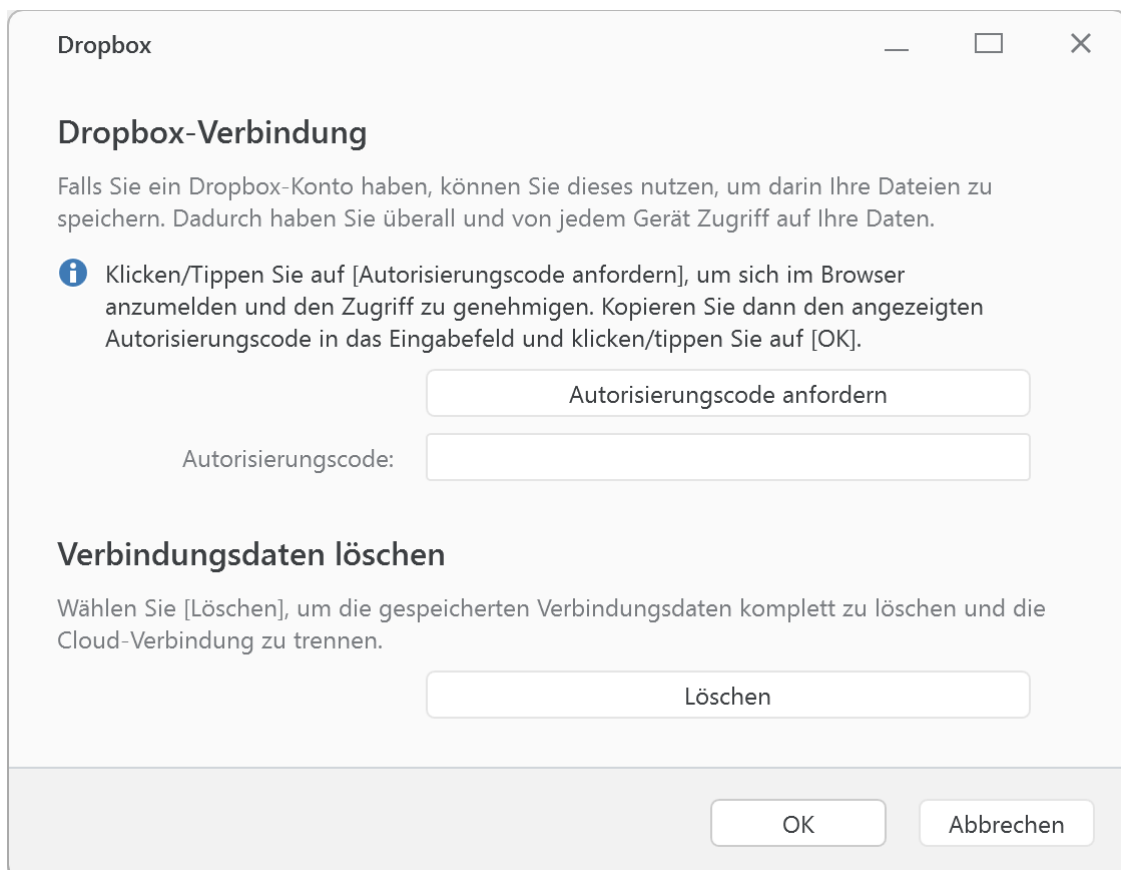 Dropbox
Dropbox-Verbindung
Falls Sie ein Dropbox-Konto haben, können Sie dieses nutzen, um darin Ihre Dateien zu
speichern. Dadurch haben Sie überall und von jedem Gerät Zugriff auf Ihre Daten.
Klicken/Tippen Sie auf [Autorisierungscode anfordern], um sich im Browser
anzumelden und den Zugriff zu genehmigen. Kopieren Sie dann den angezeigten
Autorisierungscode in das Eingabefeld und klicken/tippen Sie auf [OK].
Autorisierungscode anfordern
Autorisierungscode:
Verbindungsdaten löschen
Wählen Sie [Löschen], um die gespeicherten Verbindungsdaten komplett zu löschen und die
Cloud-Verbindung zu trennen.
Löschen
OK Abbrechen